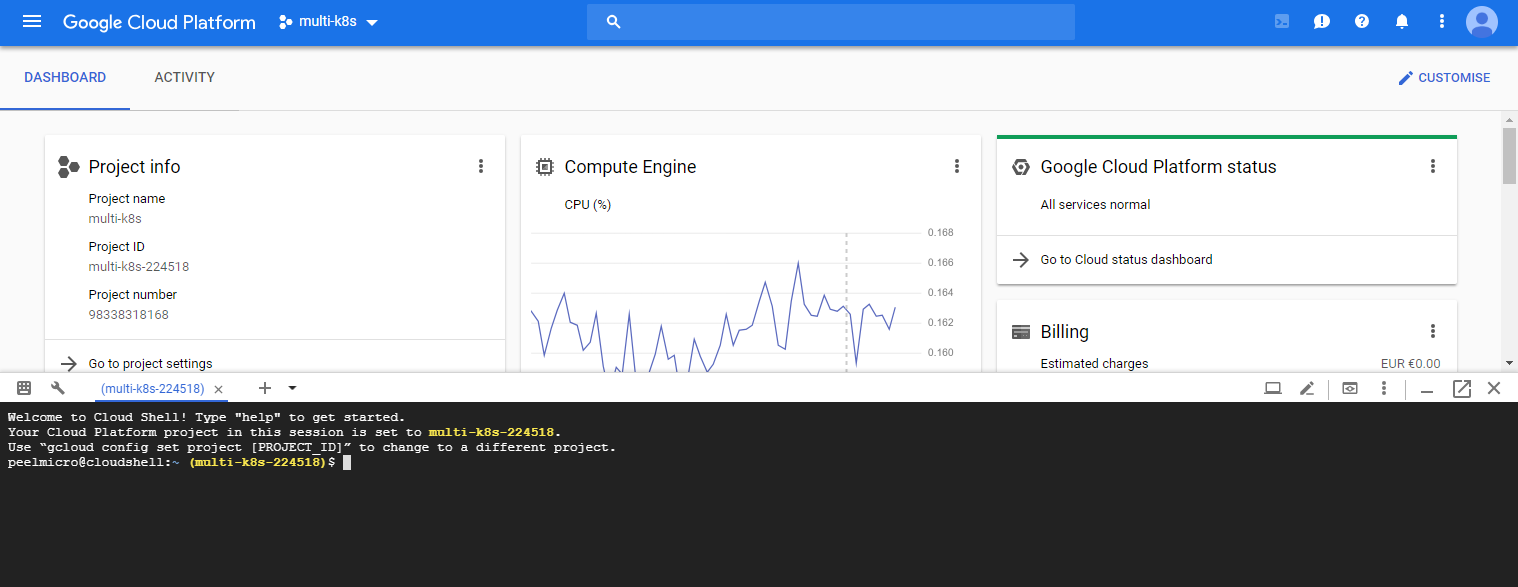 Google Cloud Platform
multi-k8s
DASHBOARD
ACTIVITY
CUSTOMISE
Project info
Project name
multi-k8s
Project ID
multi-k8s-224518
Project number
98338318168
Go to project settings
Compute Engine
CPU (%)
0.168
0.166
0.164
0.162
0.160
Google Cloud Platform status
All services normal
Go to Cloud status dashboard
Billing
Estimated charges
EUR €0.00
(multi-k8s-224518)
Welcome to Cloud Shell! Type "help" to get started.
Your Cloud Platform project in this session is set to multi-k8s-224518.
Use “gcloud config set project [PROJECT_ID]” to change to a different project.
peelmicro@cloudshell:~ (multi-k8s-224518)$